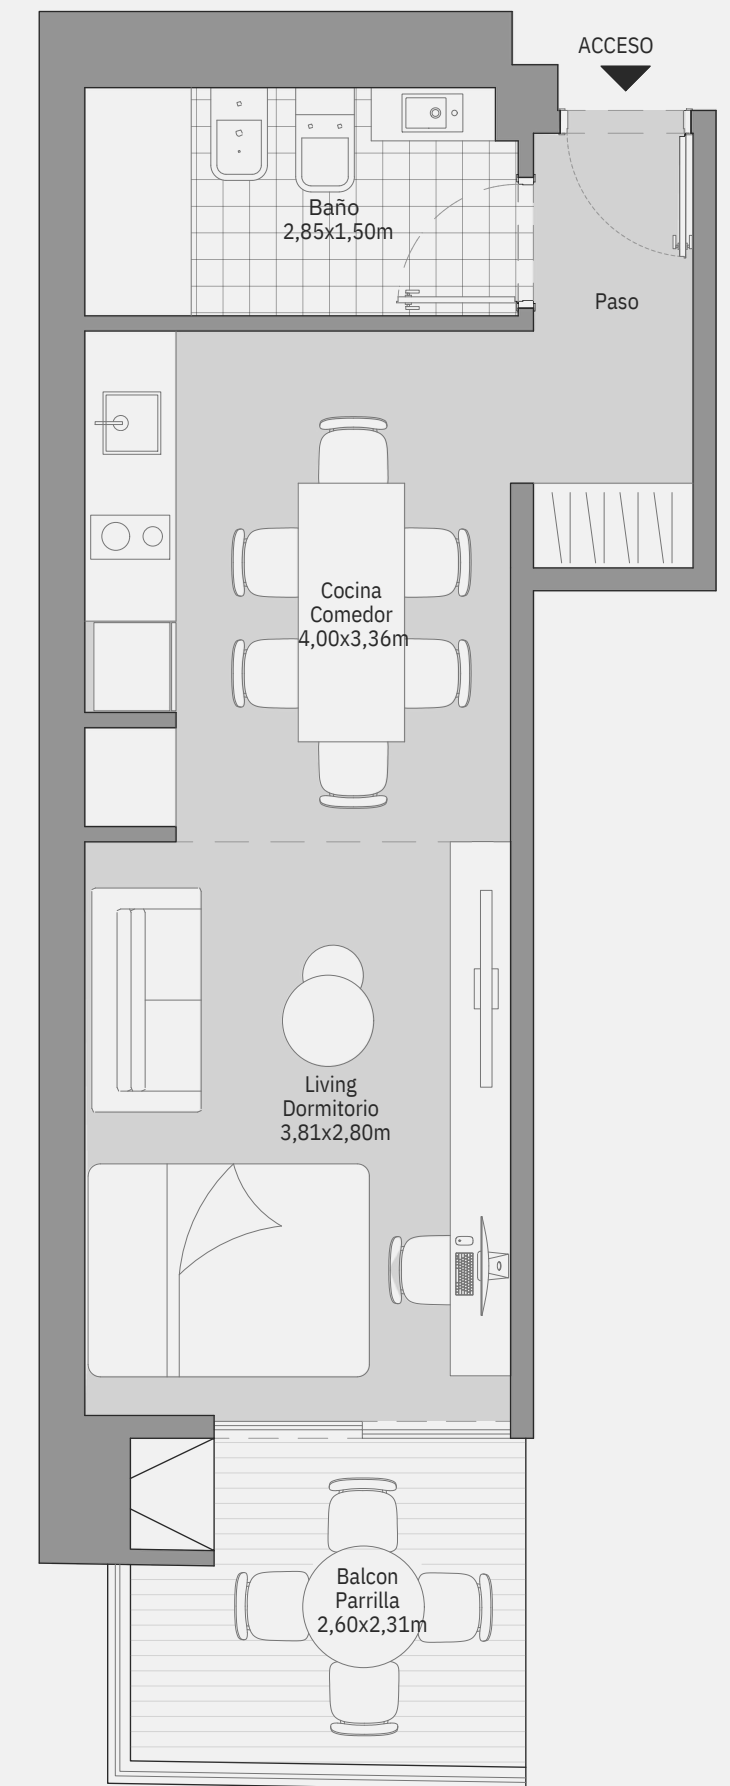 ACCESO
Baño
2,85x1,50m
Paso
Cocina
Comedor
4,00x3,36m
Living
Dormitorio
3,81x2,80m
Balcon
Parrilla
2,60x2,31m